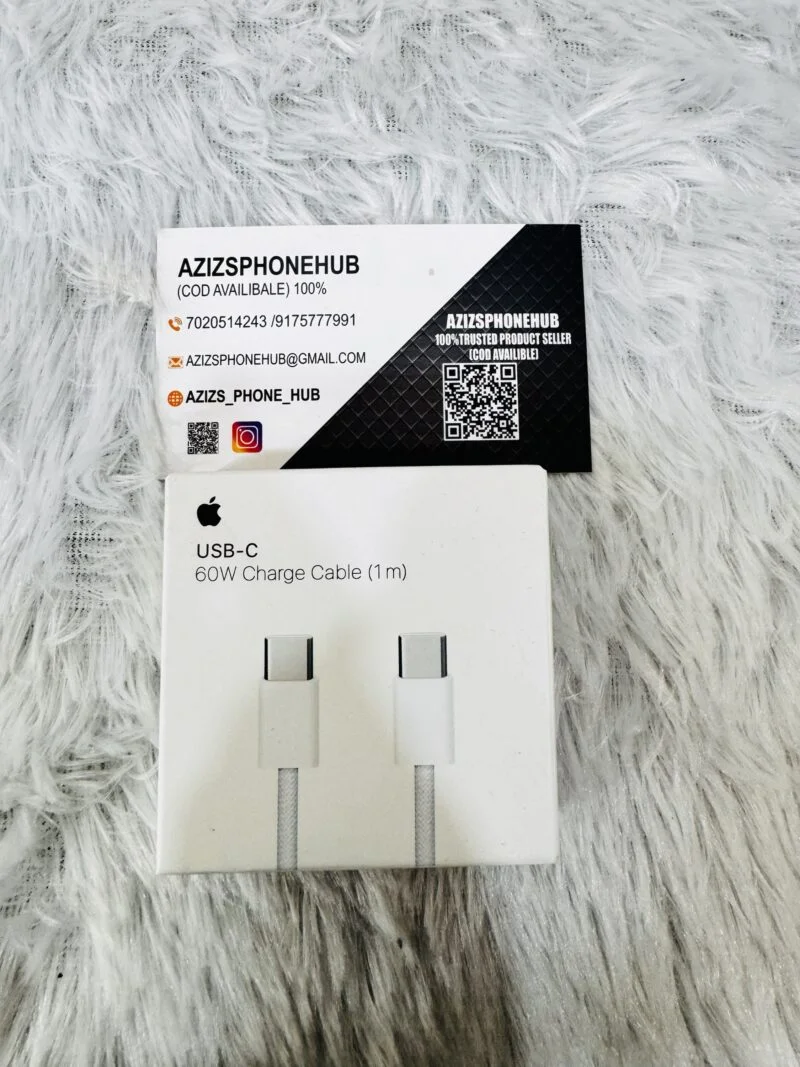 AZIZSPHONEHUB
(COD AVAILIBALE) 100%
7020514243 /9175777991
AZIZSPHONEHUB@GMAIL.COM
AZIZS_PHONE_HUB
AZIZSPHONEHUB
100%TRUSTED PRODUCT SELLER
(COD AVAILIBLE)
USB-C
60W Charge Cable (1 m)